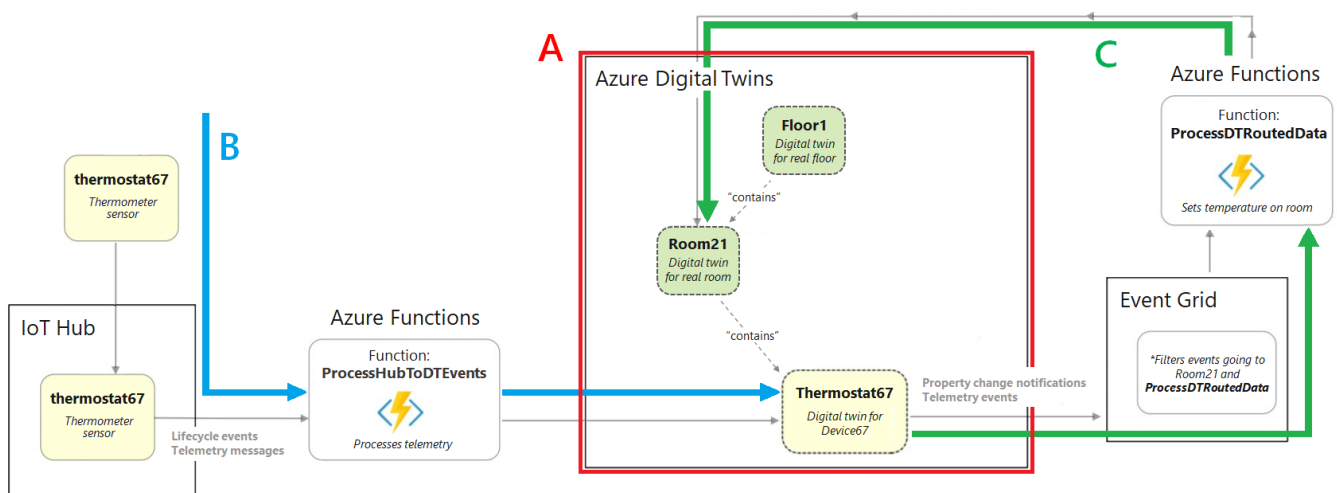 A
B
C
Azure Digital Twins
Floor1
Digital twin
for real floor
"contains"
Room21
Digital twin
for real room
"contains"
Thermostat67
Digital twin for
Device67
thermostat67
Thermometer
sensor
IoT Hub
thermostat67
Thermometer
sensor
Lifecycle events
Telemetry messages
Azure Functions
Function:
ProcessHubToDTEvents
Processes telemetry
Property change notifications
Telemetry events
Event Grid
*Filters events going to
Room21 and
ProcessDTRoutedData
Azure Functions
Function:
ProcessDTRoutedData
Sets temperature on room